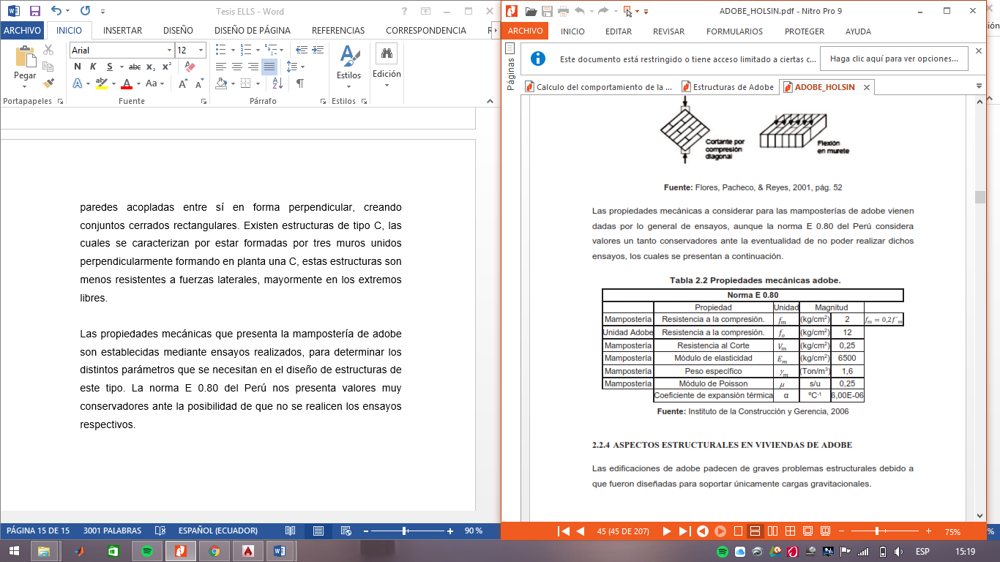 Tesis ELLS - Word
ARCHIVO INICIO INSERTAR DISEÑO DISEÑO DE PÁGINA REFERENCIAS CORRESPONDENCIA
Arial 12
Pegar
N K S abc x₂ x²
Aa A A
Estilos
Edición
Portapapeles Fuente Párrafo Estilos
paredes acopladas entre sí en forma perpendicular, creando
conjuntos cerrados rectangulares. Existen estructuras de tipo C, las
cuales se caracterizan por estar formadas por tres muros unidos
perpendicularmente formando en planta una C, estas estructuras son
menos resistentes a fuerzas laterales, mayormente en los extremos
libres.
Las propiedades mecánicas que presenta la mampostería de adobe
son establecidas mediante ensayos realizados, para determinar los
distintos parámetros que se necesitan en el diseño de estructuras de
este tipo. La norma E 0.80 del Perú nos presenta valores muy
conservadores ante la posibilidad de que no se realicen los ensayos
respectivos.
PÁGINA 15 DE 15 3001 PALABRAS ESPAÑOL (ECUADOR) 90 %
ADOBE_HOLSIN.pdf - Nitro Pro 9
ARCHIVO INICIO EDITAR REVISAR FORMULARIOS PROTEGER AYUDA
Páginas
Este documento está restringido o tiene acceso limitado a ciertas c...
Haga clic aquí para ver opciones...
Calculo del comportamiento de la ... Estructuras de Adobe ADOBE_HOLSIN
Cortante por
compresión
diagonal
Flexión
en murete
Fuente: Flores, Pacheco, & Reyes, 2001, pág. 52
Las propiedades mecánicas a considerar para las mamposterías de adobe vienen
dadas por lo general de ensayos, aunque la norma E 0.80 del Perú considera
valores un tanto conservadores ante la eventualidad de no poder realizar dichos
ensayos, los cuales se presentan a continuación.
Tabla 2.2 Propiedades mecánicas adobe.
Norma E 0.80
Propiedad Unidad Magnitud
Mampostería Resistencia a la compresión. fm (kg/cm²) 2 fm = 0,2f´m
Unidad Adobe Resistencia a la compresión. fo (kg/cm²) 12
Mampostería Resistencia al Corte Vm (kg/cm²) 0,25
Mampostería Módulo de elasticidad Em (kg/cm²) 6500
Mampostería Peso específico γm (Ton/m³) 1,6
Mampostería Módulo de Poisson μ s/u 0,25
Coeficiente de expansión térmica α ºC⁻¹ 6,00E-06
Fuente: Instituto de la Construcción y Gerencia, 2006
2.2.4 ASPECTOS ESTRUCTURALES EN VIVIENDAS DE ADOBE
Las edificaciones de adobe padecen de graves problemas estructurales debido a
que fueron diseñadas para soportar únicamente cargas gravitacionales.
45 (45 DE 207) 75%
ESP 15:19